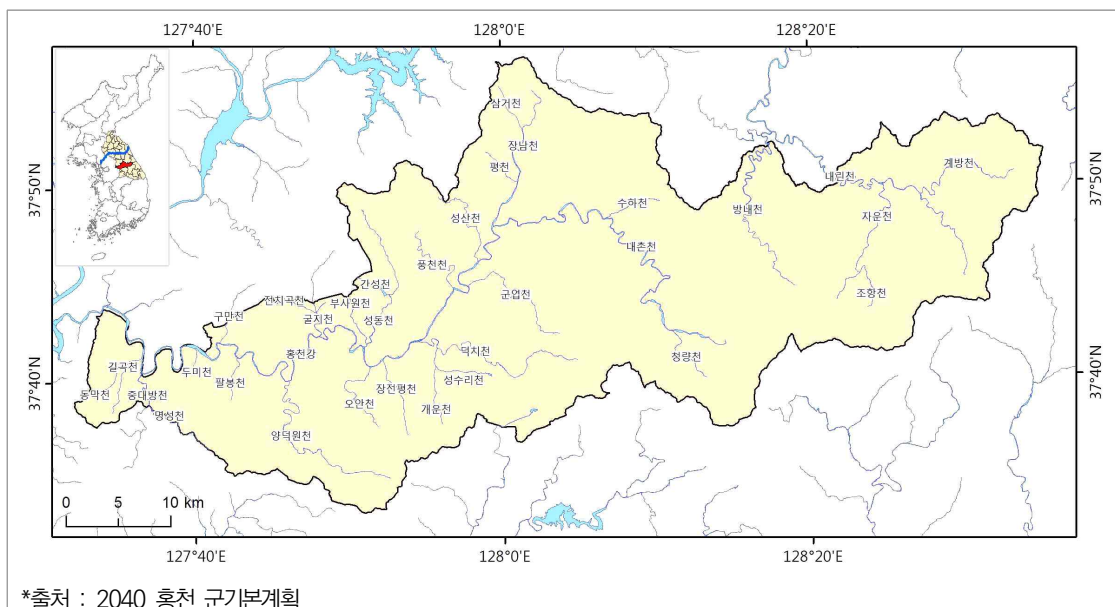 127°40'E 128°0'E 128°20'E
37°50'N
37°40'N
삼거천
장남천
평천
성산천
수하천
내촌천
풍천천
간성천
군업천
전치곡천
부사원천
구만천
굴지천
성동천
홍천강
길곡천
두미천
동막천
중대방천
팔봉천
명성천
덕치천
장전평천
성수리천
오안천
개운천
양덕원천
청량천
방내천
내린천
계방천
자운천
조항천
37°50'N
37°40'N
0 5 10 km
127°40'E 128°0'E 128°20'E
*출처 : 2040 홍천 군기본계획